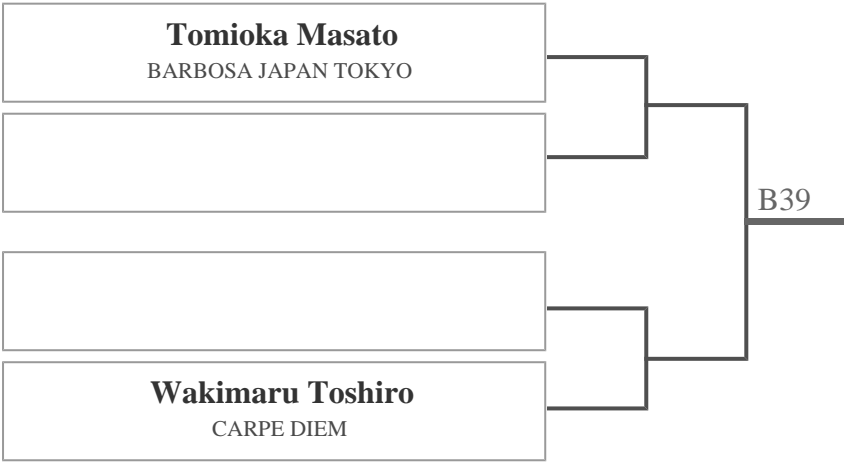 Tomioka Masato
BARBOSA JAPAN TOKYO
B39
Wakimaru Toshiro
CARPE DIEM